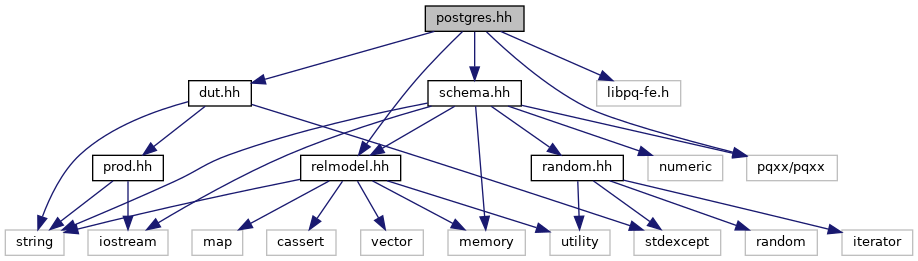 postgres.hh
dut.hh
schema.hh
libpq-fe.h
prod.hh
relmodel.hh
random.hh
numeric
pqxx/pqxx
string
iostream
map
cassert
vector
memory
utility
stdexcept
random
iterator